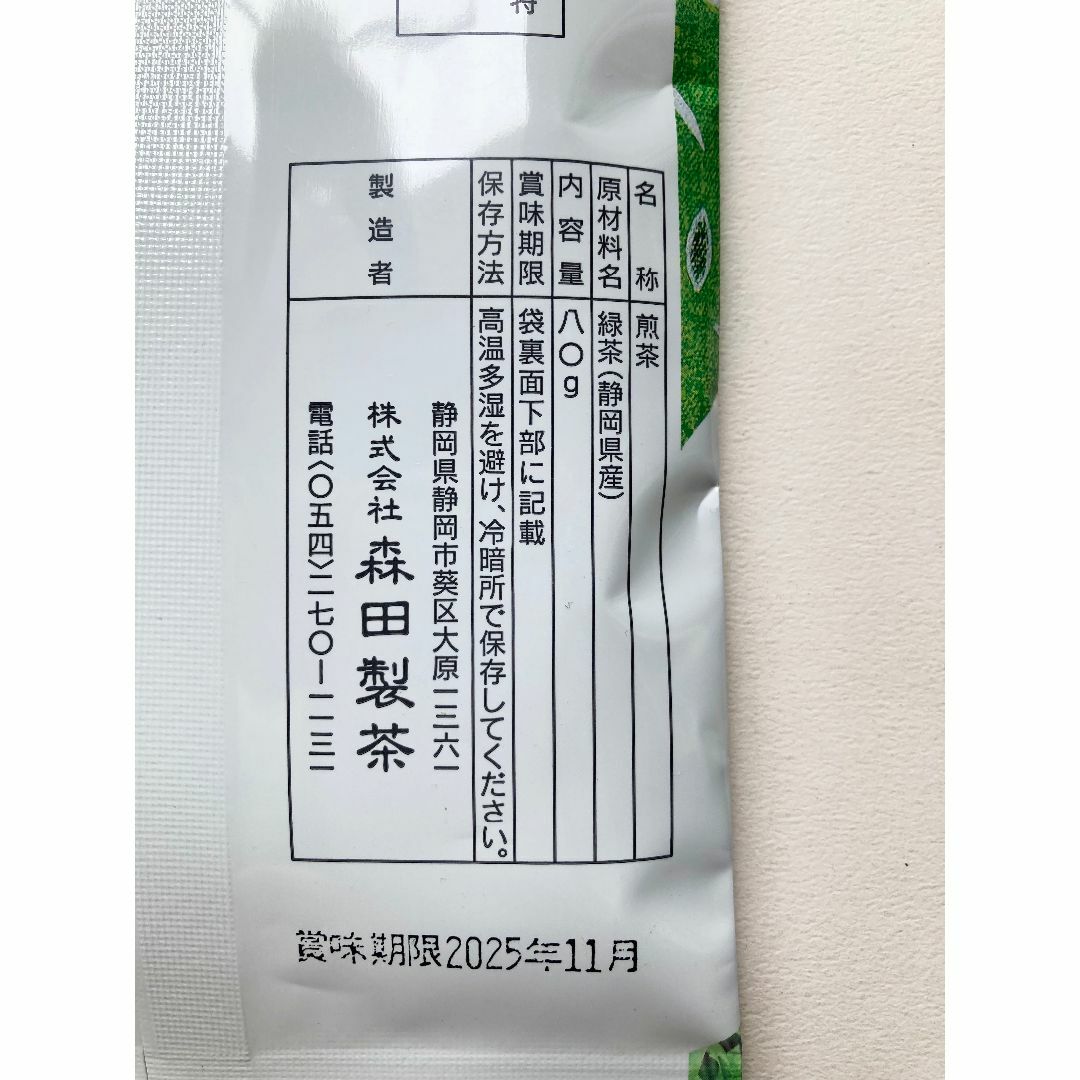 名称 煎茶
原材料名 緑茶(静岡県産)
内容量 八〇g
賞味期限 袋裏面下部に記載
保存方法 高温多湿を避け、冷暗所で保存してください。
製造者
静岡県静岡市葵区大原一三六一
株式会社 森田製茶
電話〈〇五四〉二七〇ー一一三一
賞味期限2025年11月